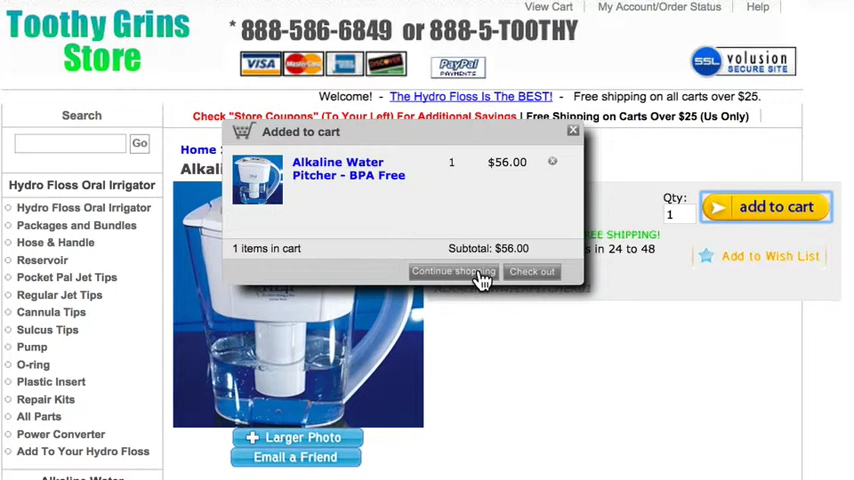 View Cart
My Account/Order Status
Help
Toothy Grins
Store
* 888-586-6849 or 888-5-TOOTHY
VISA
MasterCard
DISCOVER
PayPal
PAYMENTS
SSL
volusion
SECURE SITE
Welcome! - The Hydro Floss Is The BEST! - Free shipping on all carts over $25.
Check "Store Coupons" (To Your Left) For Additional Savings | Free Shipping on Carts Over $25 (Us Only)
Search
Go
Hydro Floss Oral Irrigator
Hydro Floss Oral Irrigator
Packages and Bundles
Hose & Handle
Reservoir
Pocket Pal Jet Tips
Regular Jet Tips
Cannula Tips
Sulcus Tips
Pump
O-ring
Plastic Insert
Repair Kits
All Parts
Power Converter
Add To Your Hydro Floss
Alkaline Water
Home
Added to cart
Alkaline Water
Pitcher - BPA Free
1
$56.00
1 items in cart
Subtotal: $56.00
Continue shopping
Check out
Qty:
1
add to cart
SHIPPING!
in 24 to 48
Add to Wish List
Larger Photo
Email a Friend